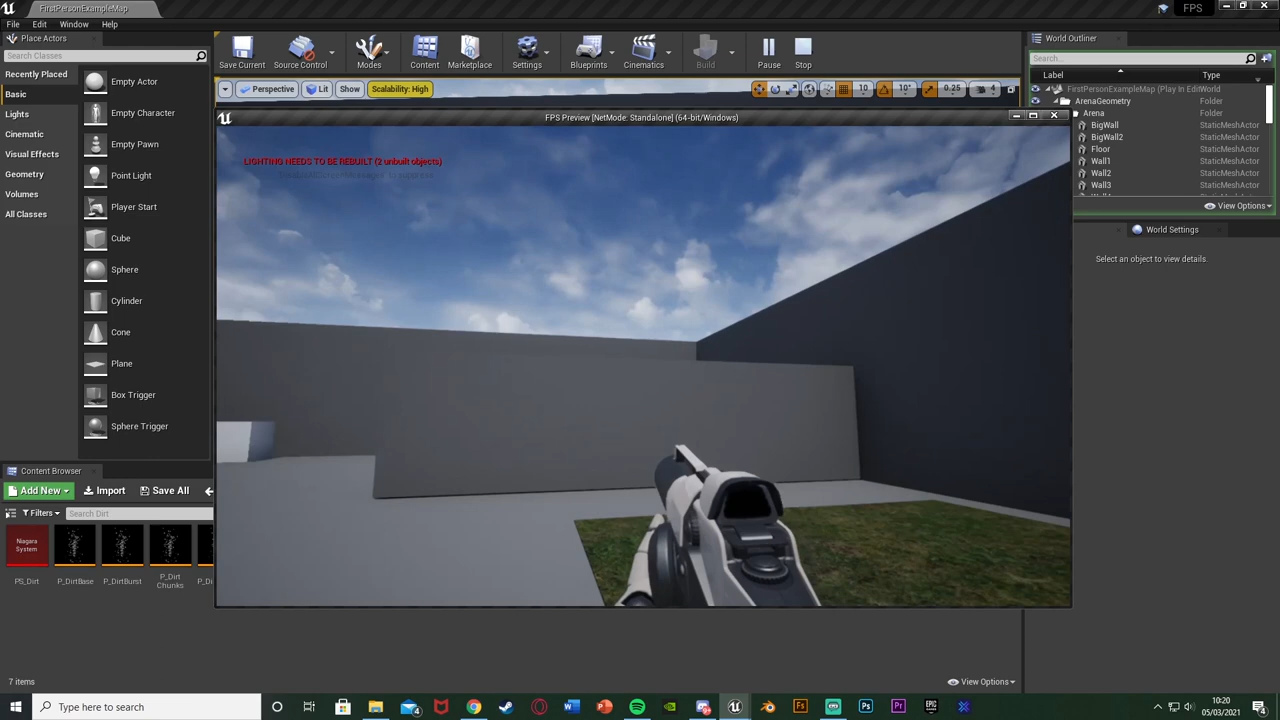 FirstPersonExampleMap
FPS
File Edit Window Help
Place Actors
Search Classes
Recently Placed
Basic
Lights
Cinematic
Visual Effects
Geometry
Volumes
All Classes
Empty Actor
Empty Character
Empty Pawn
Point Light
Player Start
Cube
Sphere
Cylinder
Cone
Plane
Box Trigger
Sphere Trigger
Save Current Source Control Modes Content Marketplace Settings Blueprints Cinematics Build Pause Stop
Perspective Lit Show Scalability: High 10 10° 0.25 4
FPS Preview [NetMode: Standalone] (64-bit/Windows)
LIGHTING NEEDS TO BE REBUILT (2 unbuilt objects)
World Outliner
Search...
Label Type
FirstPersonExampleMap (Play In Edit World
ArenaGeometry Folder
Arena Folder
BigWall StaticMeshActor
BigWall2 StaticMeshActor
Floor StaticMeshActor
Wall1 StaticMeshActor
Wall2 StaticMeshActor
Wall3 StaticMeshActor
View Options
World Settings
Select an object to view details.
Content Browser
Add New Import Save All
Filters Search Dirt
Niagara
System
PS_Dirt P_DirtBase P_DirtBurst P_Dirt
Chunks
7 items View Options
Type here to search
10:20
05/03/2021